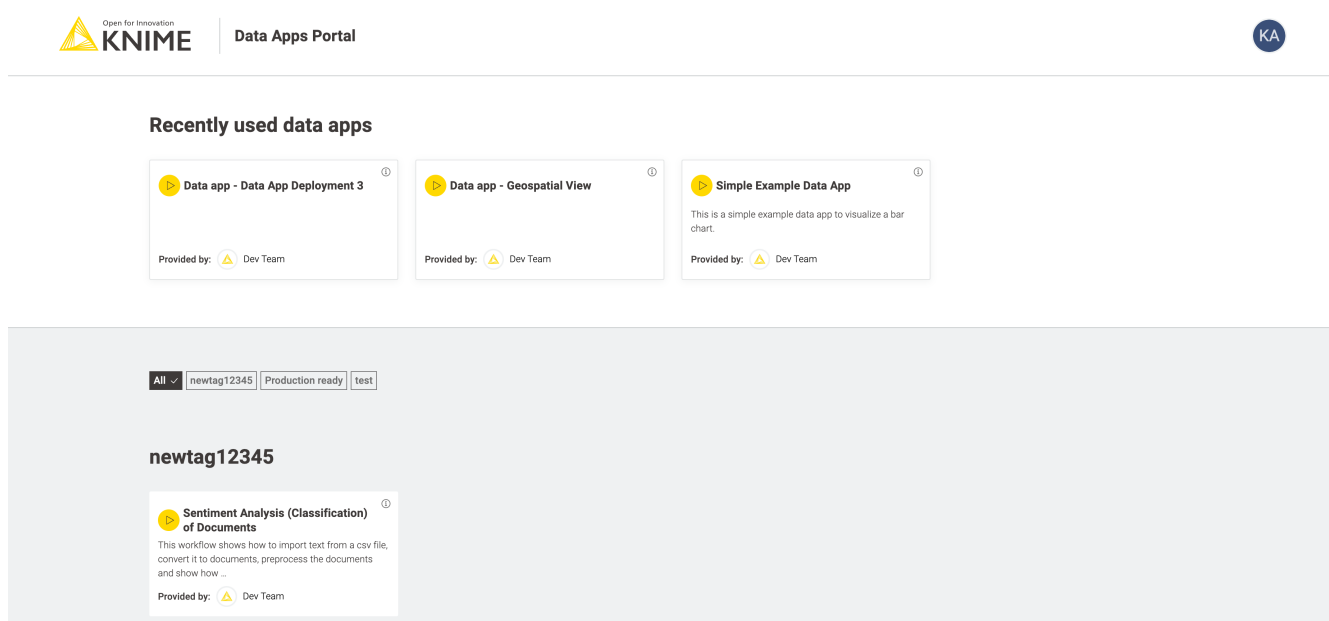 Open for Innovation
KNIME
Data Apps Portal
KA
Recently used data apps
Data app - Data App Deployment 3
Provided by: Dev Team
Data app - Geospatial View
Provided by: Dev Team
Simple Example Data App
This is a simple example data app to visualize a bar
chart.
Provided by: Dev Team
All
newtag12345
Production ready
test
newtag12345
Sentiment Analysis (Classification)
of Documents
This workflow shows how to import text from a csv file,
convert it to documents, preprocess the documents
and show how ...
Provided by: Dev Team